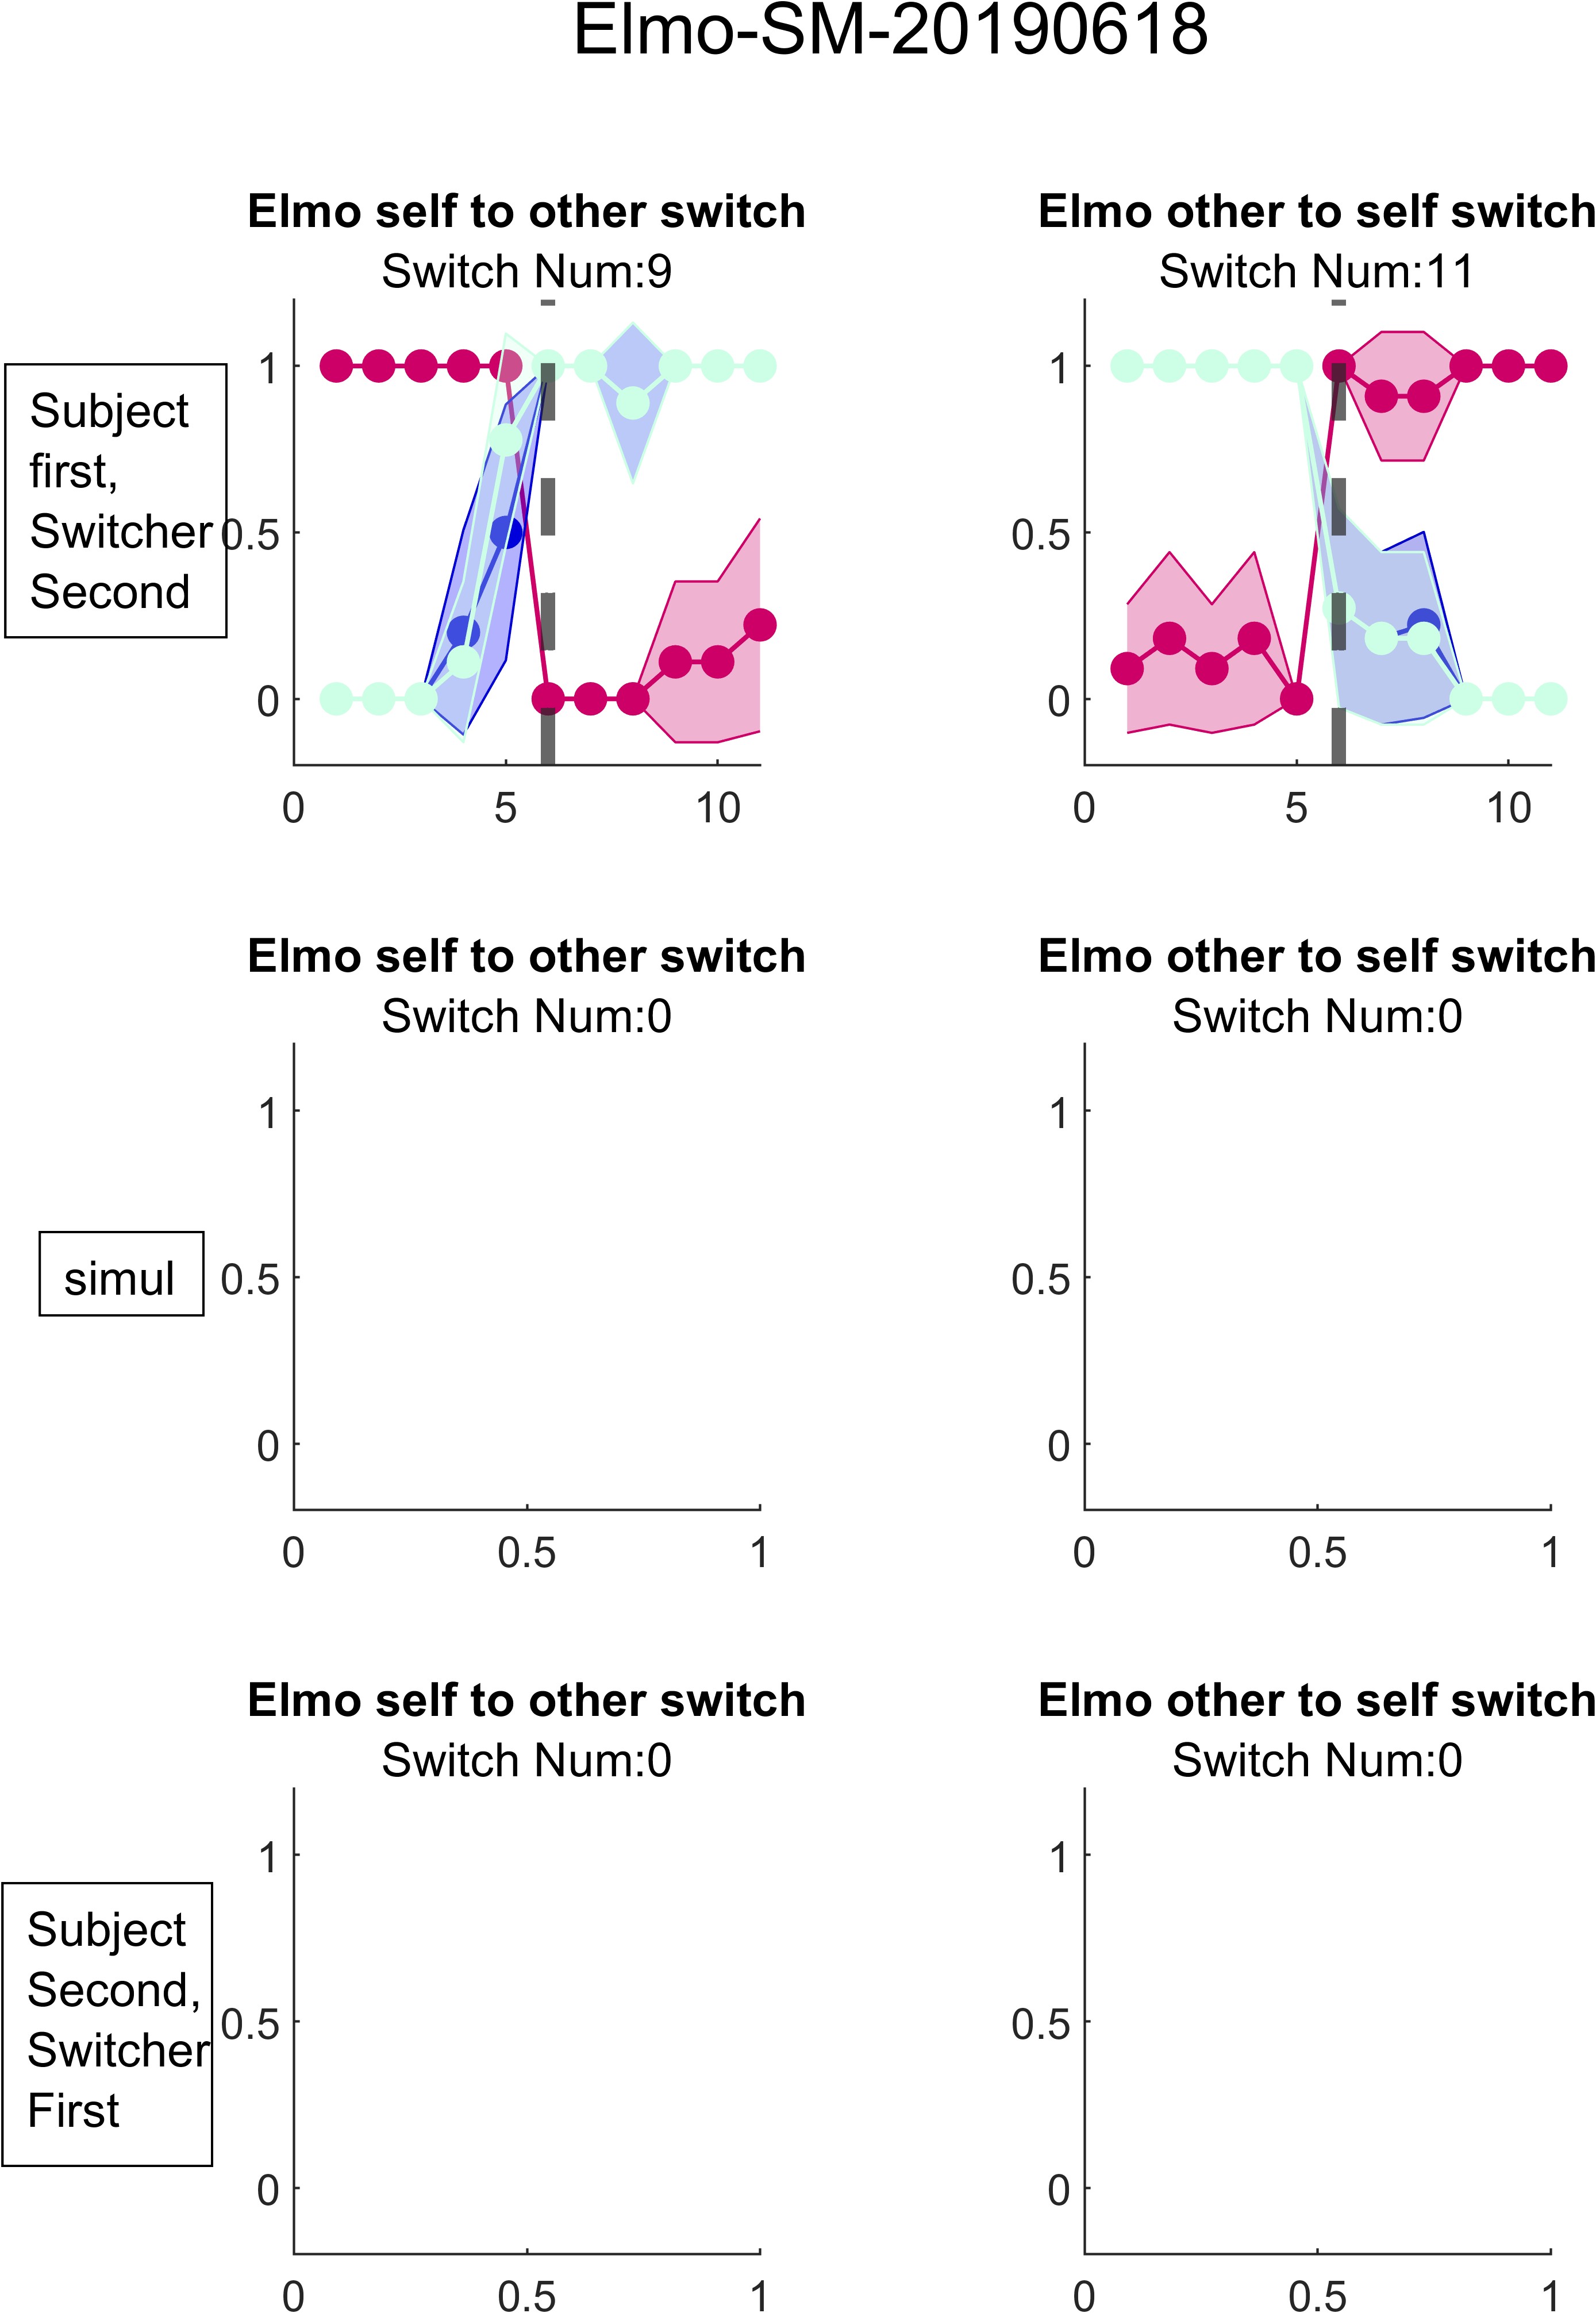 Elmo-SM-20190618
Elmo self to other switch
Switch Num:9
Elmo other to self switch
Switch Num:11
Subject
first,
Switcher
Second
1
0.5
0
0
5
10
1
0.5
0
0
5
10
Elmo self to other switch
Switch Num:0
Elmo other to self switch
Switch Num:0
simul
1
0.5
0
0
0.5
1
1
0.5
0
0
0.5
1
Elmo self to other switch
Switch Num:0
Elmo other to self switch
Switch Num:0
Subject
Second,
Switcher
First
1
0.5
0
0
0.5
1
1
0.5
0
0
0.5
1